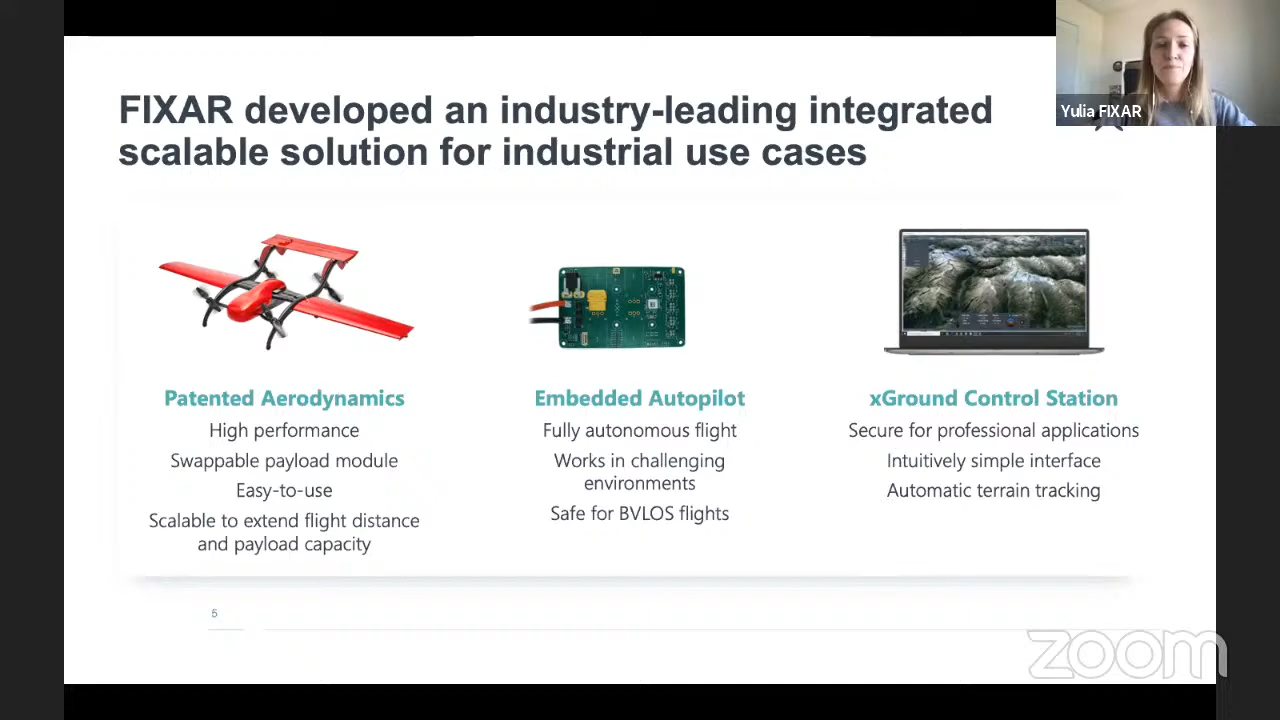 FIXAR developed an industry-leading integrated
scalable solution for industrial use cases
Yulia FIXAR
Patented Aerodynamics
High performance
Swappable payload module
Easy-to-use
Scalable to extend flight distance
and payload capacity
Embedded Autopilot
Fully autonomous flight
Works in challenging
environments
Safe for BVLOS flights
xGround Control Station
Secure for professional applications
Intuitively simple interface
Automatic terrain tracking
5
zoom